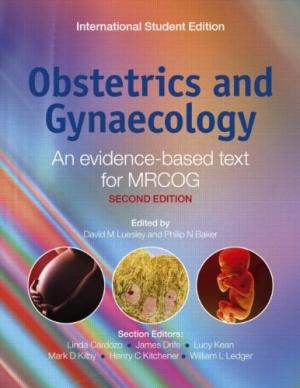 International Student Edition
Obstetrics and
Gynaecology
An evidence-based text
for MRCOG
SECOND EDITION
Edited by
David M Luesley and Philip N Baker
Section Editors:
Linda Cardozo • James Drife • Lucy Kean
Mark D Kilby • Henry C Kitchener • William L Ledger